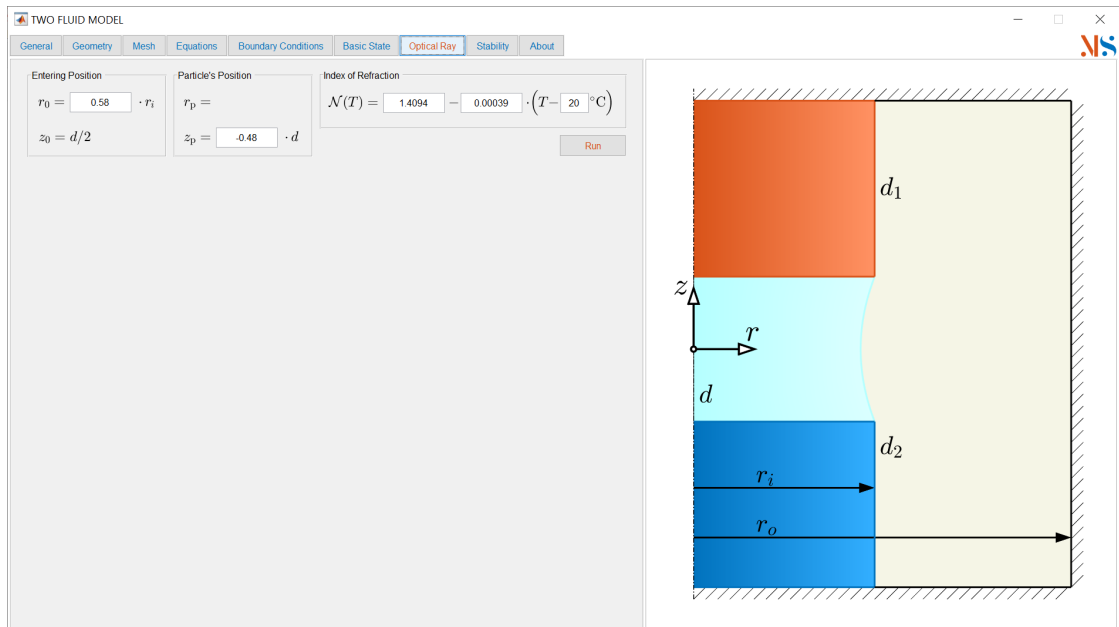 TWO FLUID MODEL
General Geometry Mesh Equations Boundary Conditions Basic State Optical Ray Stability About
MS
Entering Position
r₀ = 0.58 · rᵢ
z₀ = d/2
Particle's Position
rₚ =
zₚ = -0.48 · d
Index of Refraction
𝒩(T) = 1.4094 − 0.00039 · (T− 20 °C)
Run
d₁
z
r
d
d₂
rᵢ
rₒ